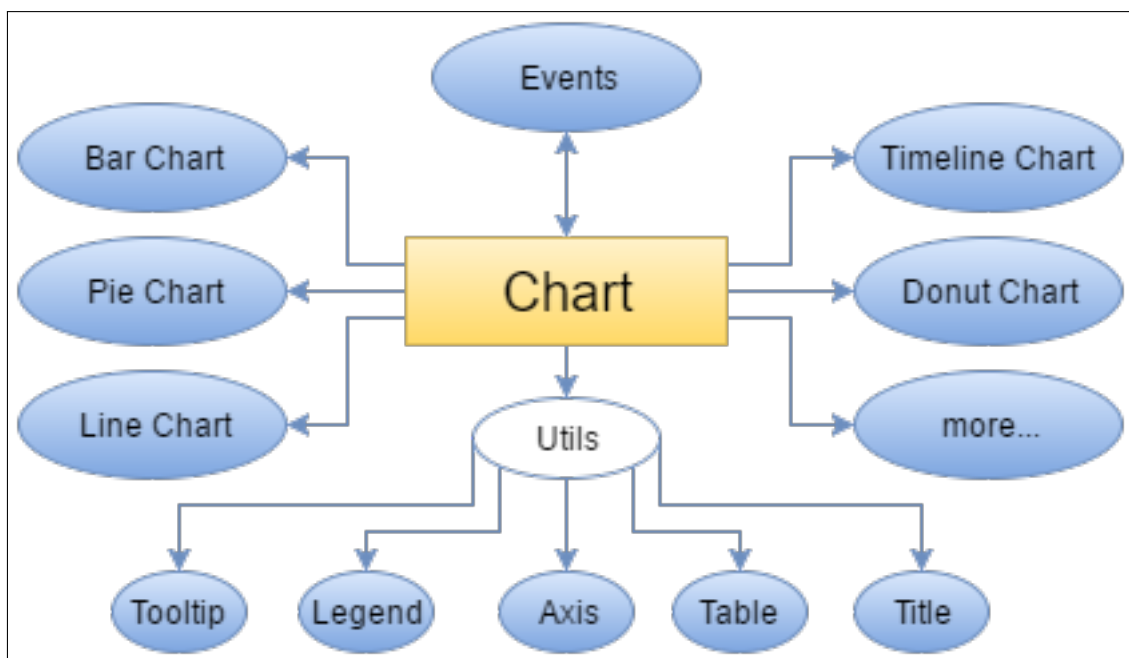 Events
Bar Chart
Timeline Chart
Pie Chart
Chart
Donut Chart
Line Chart
Utils
more...
Tooltip
Legend
Axis
Table
Title